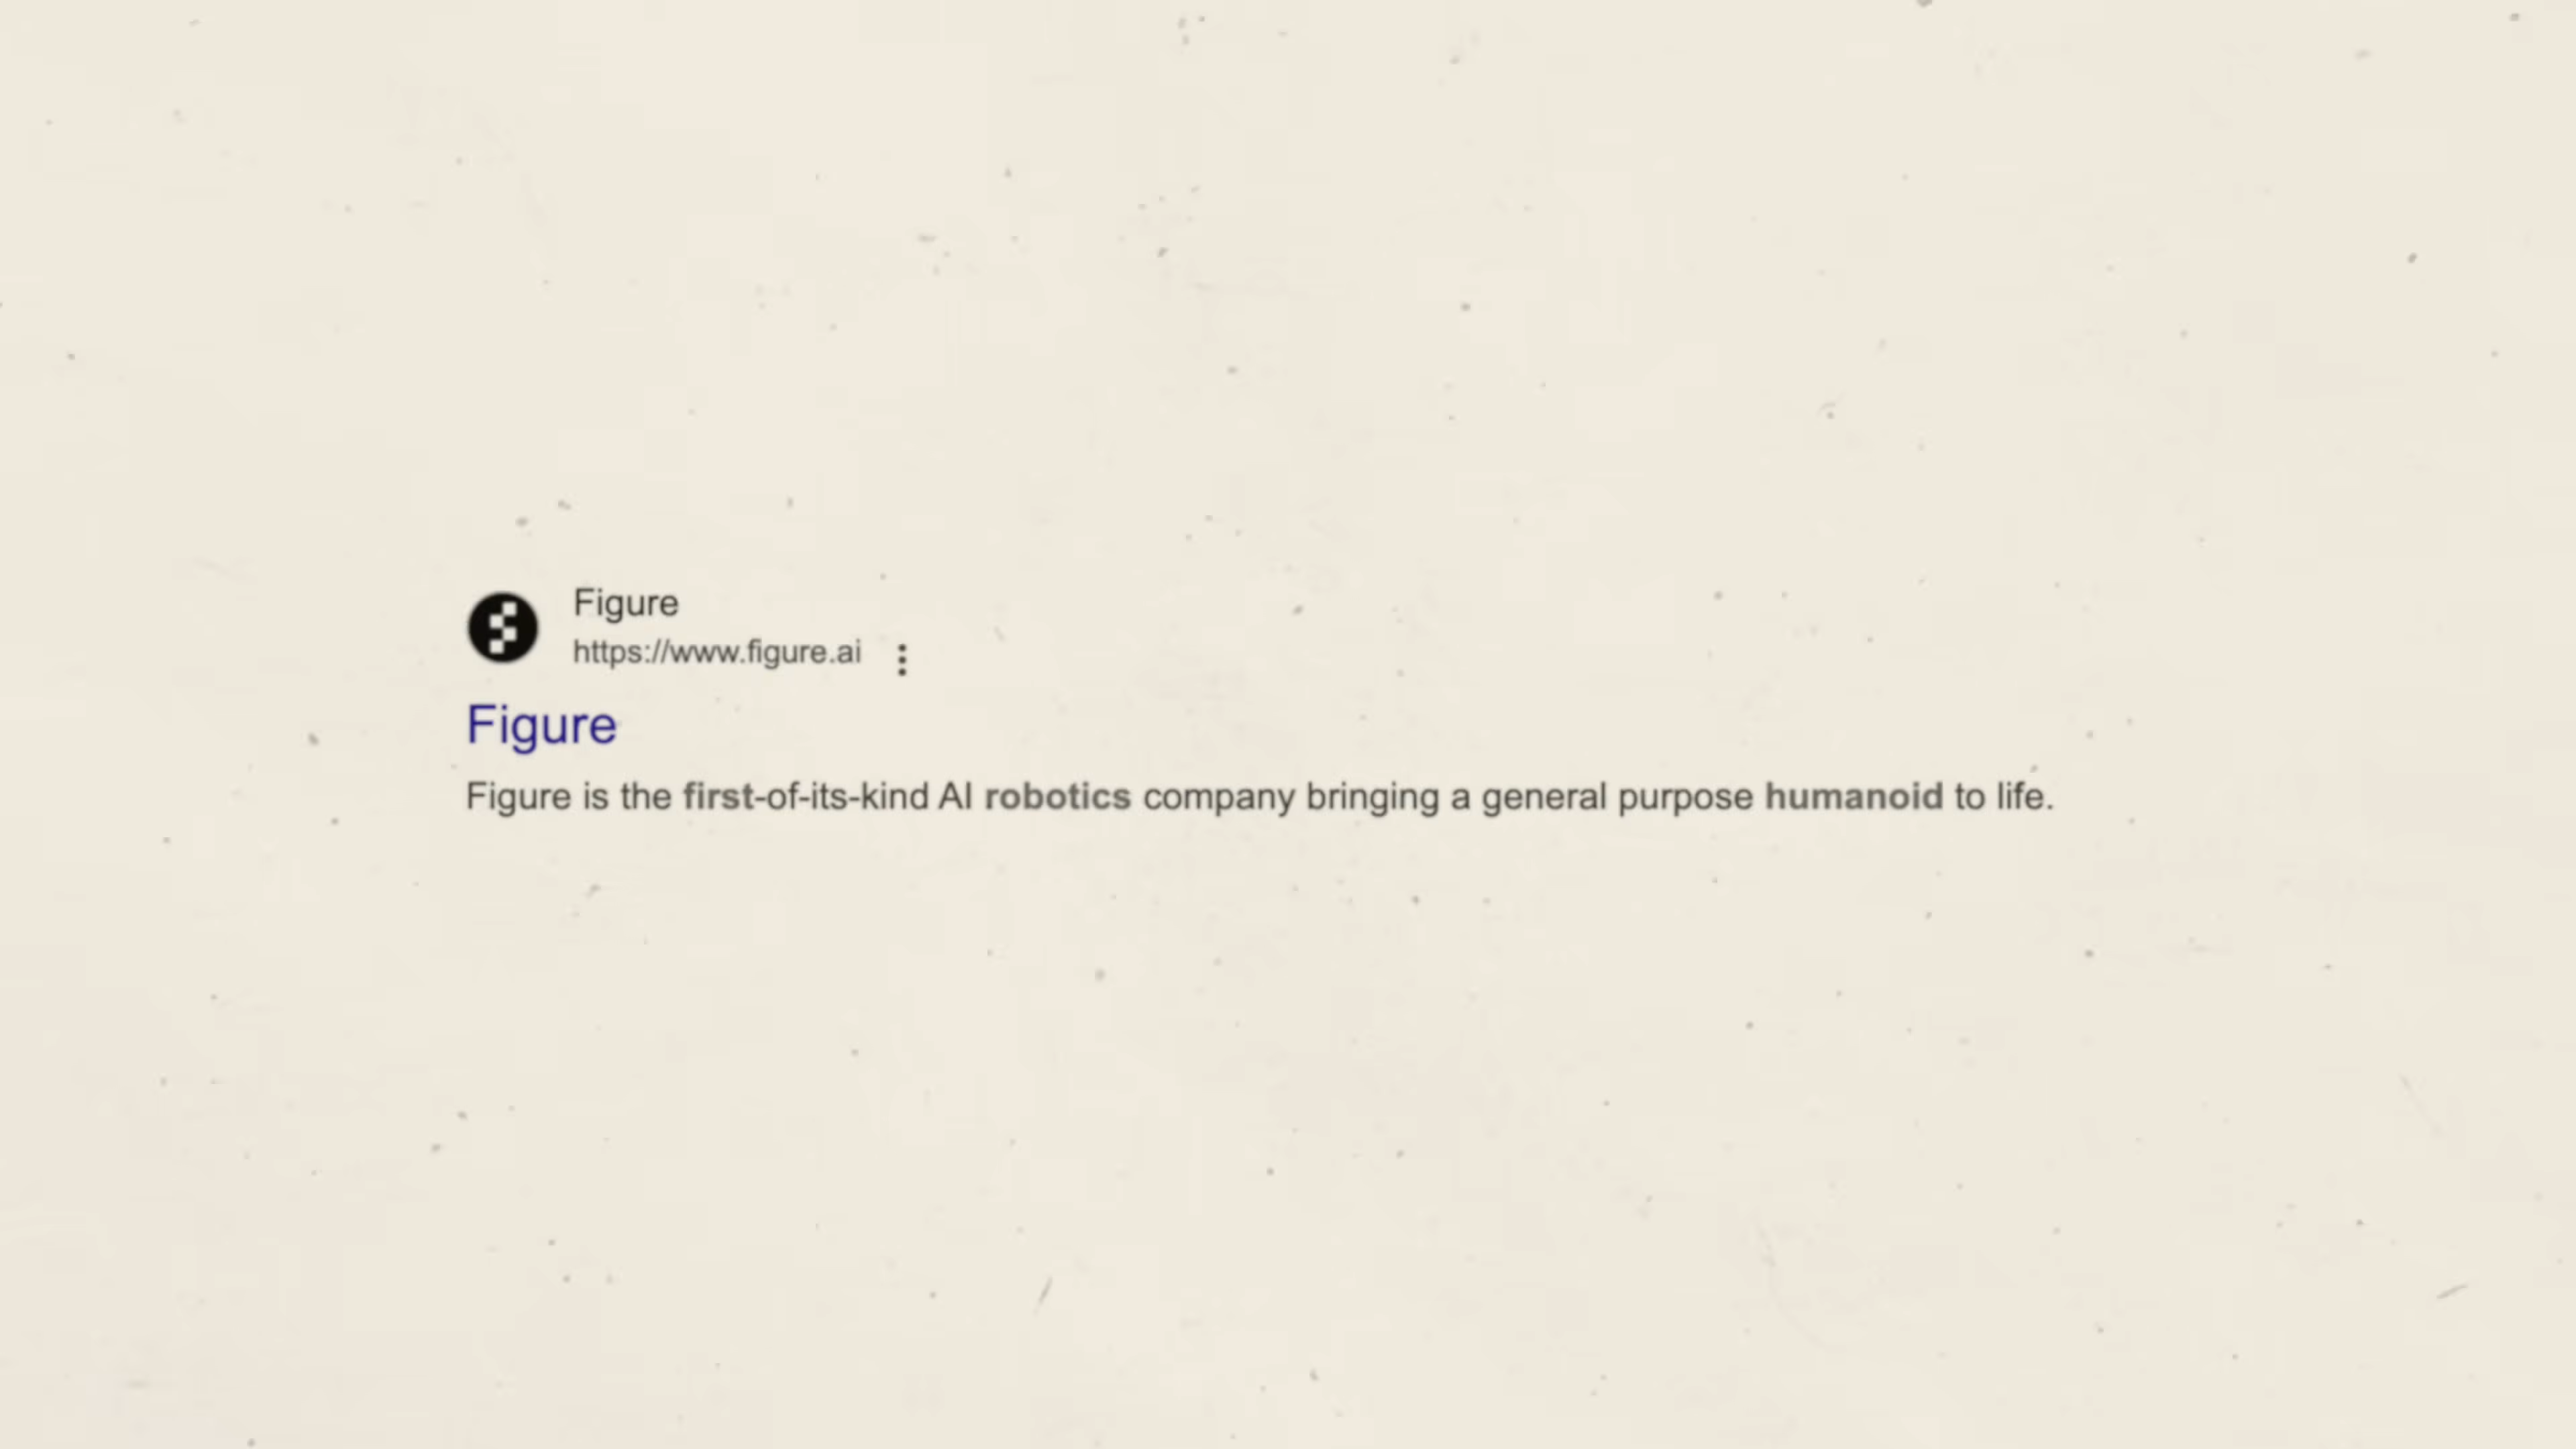 Figure
https://www.figure.ai
Figure
Figure is the first-of-its-kind AI robotics company bringing a general purpose humanoid to life.